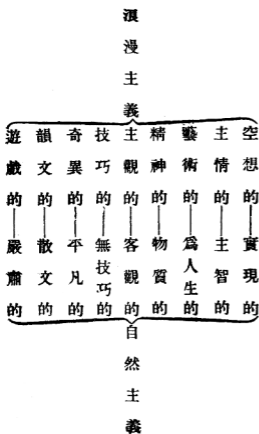 浪漫主義
空想的——實現的
主情的——主智的
藝術的——爲人生的
精神的——物質的
主觀的——客觀的
技巧的——無技巧的
奇異的——平凡的
韻文的——散文的
遊戲的——嚴肅的
自然主義